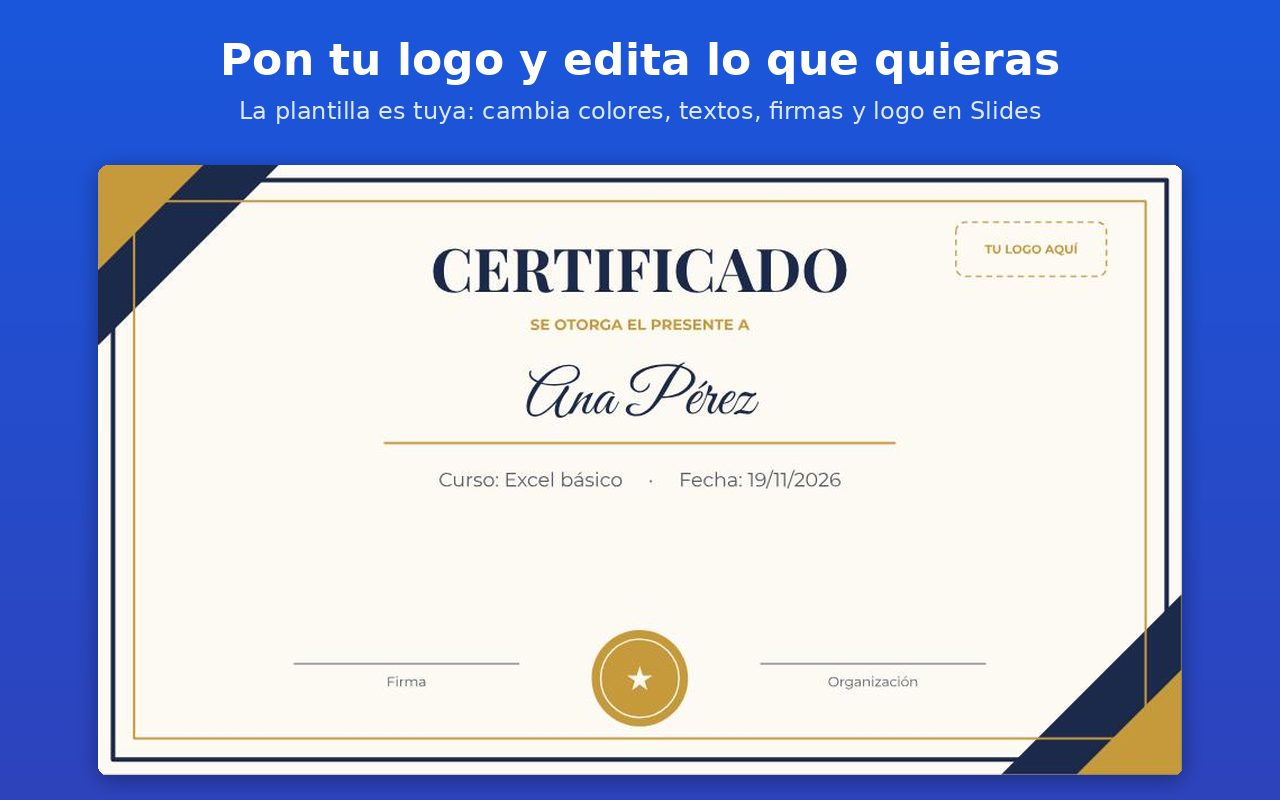 Pon tu logo y edita lo que quieras
La plantilla es tuya: cambia colores, textos, firmas y logo en Slides
TU LOGO AQUÍ
CERTIFICADO
SE OTORGA EL PRESENTE A
Ana Pérez
Curso: Excel básico · Fecha: 19/11/2026
Firma
Organización